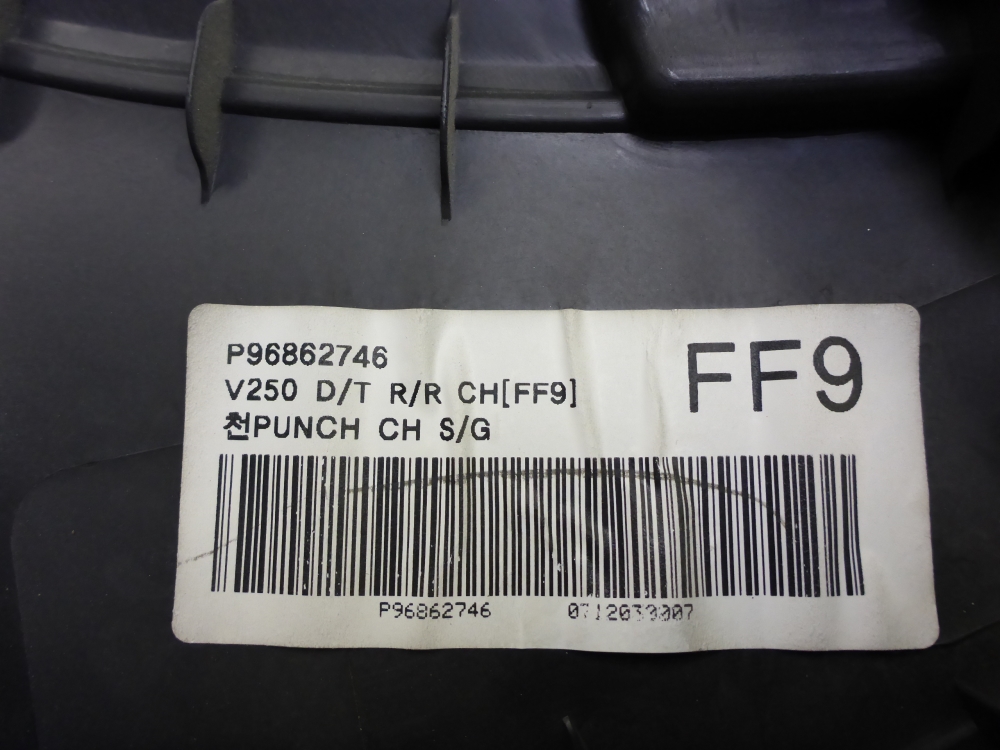 P96862746
FF9
V250 D/T R/R CH[FF9]
천PUNCH CH S/G
P96862746